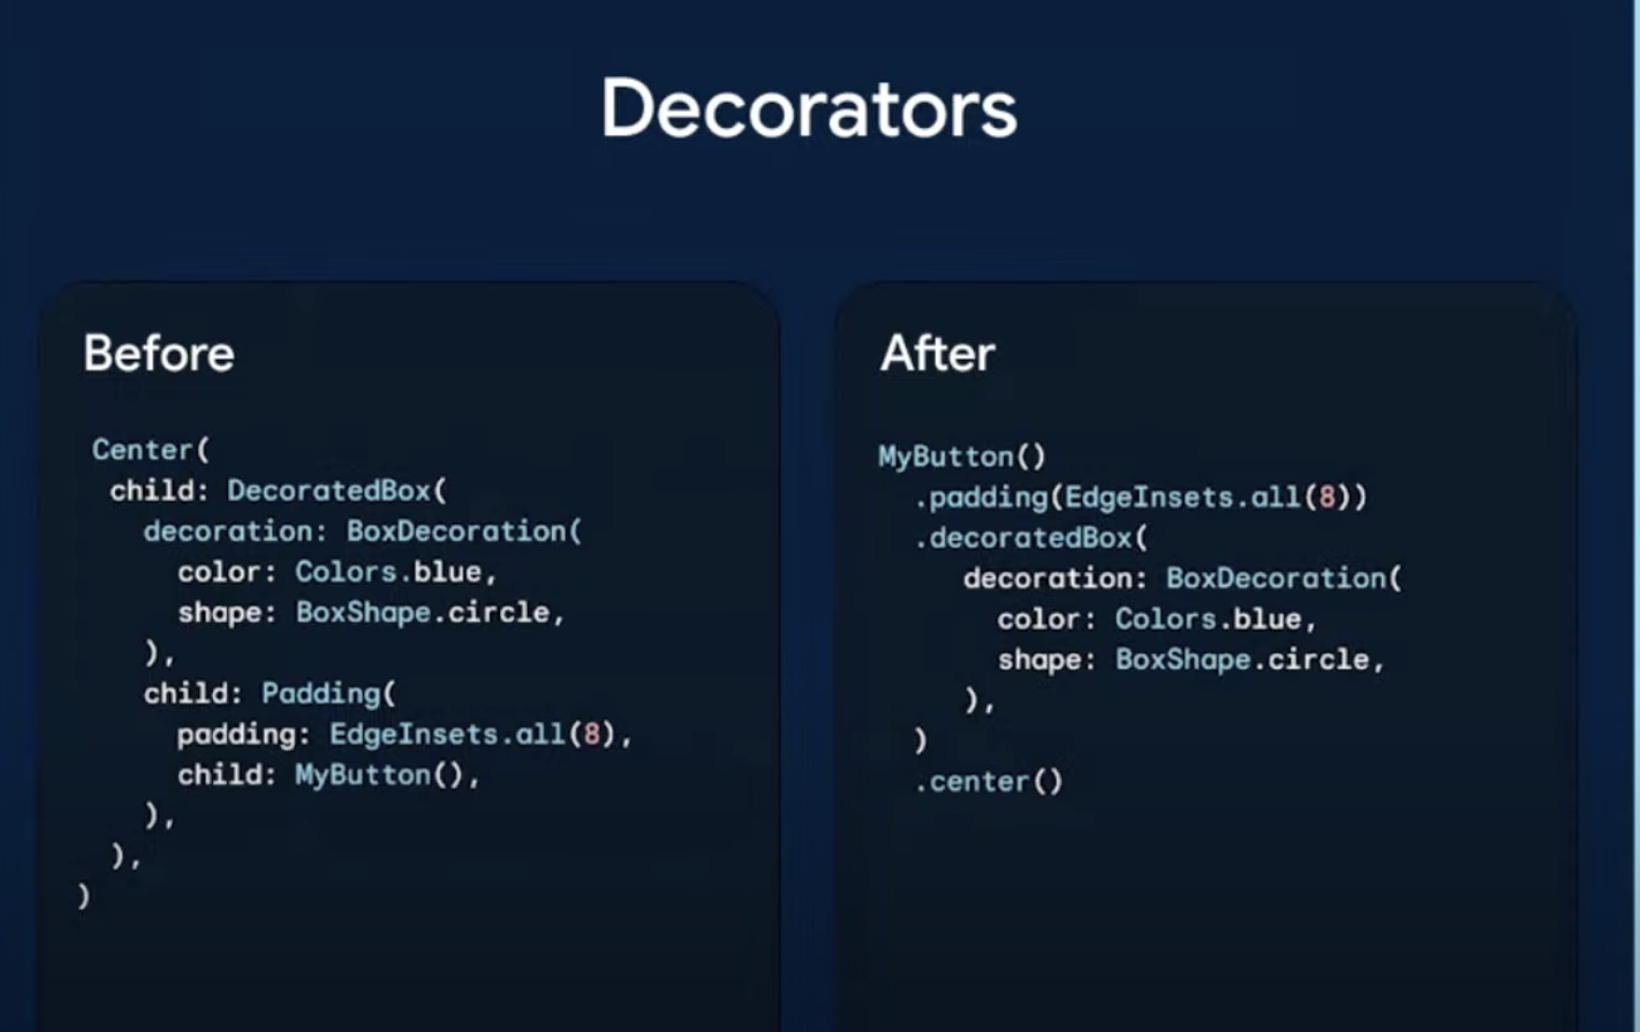 Decorators
Before
Center(
child: DecoratedBox(
decoration: BoxDecoration(
color: Colors.blue,
shape: BoxShape.circle,
),
child: Padding(
padding: EdgeInsets.all(8),
child: MyButton(),
),
),
)
After
MyButton()
.padding(EdgeInsets.all(8))
.decoratedBox(
decoration: BoxDecoration(
color: Colors.blue,
shape: BoxShape.circle,
),
)
.center()